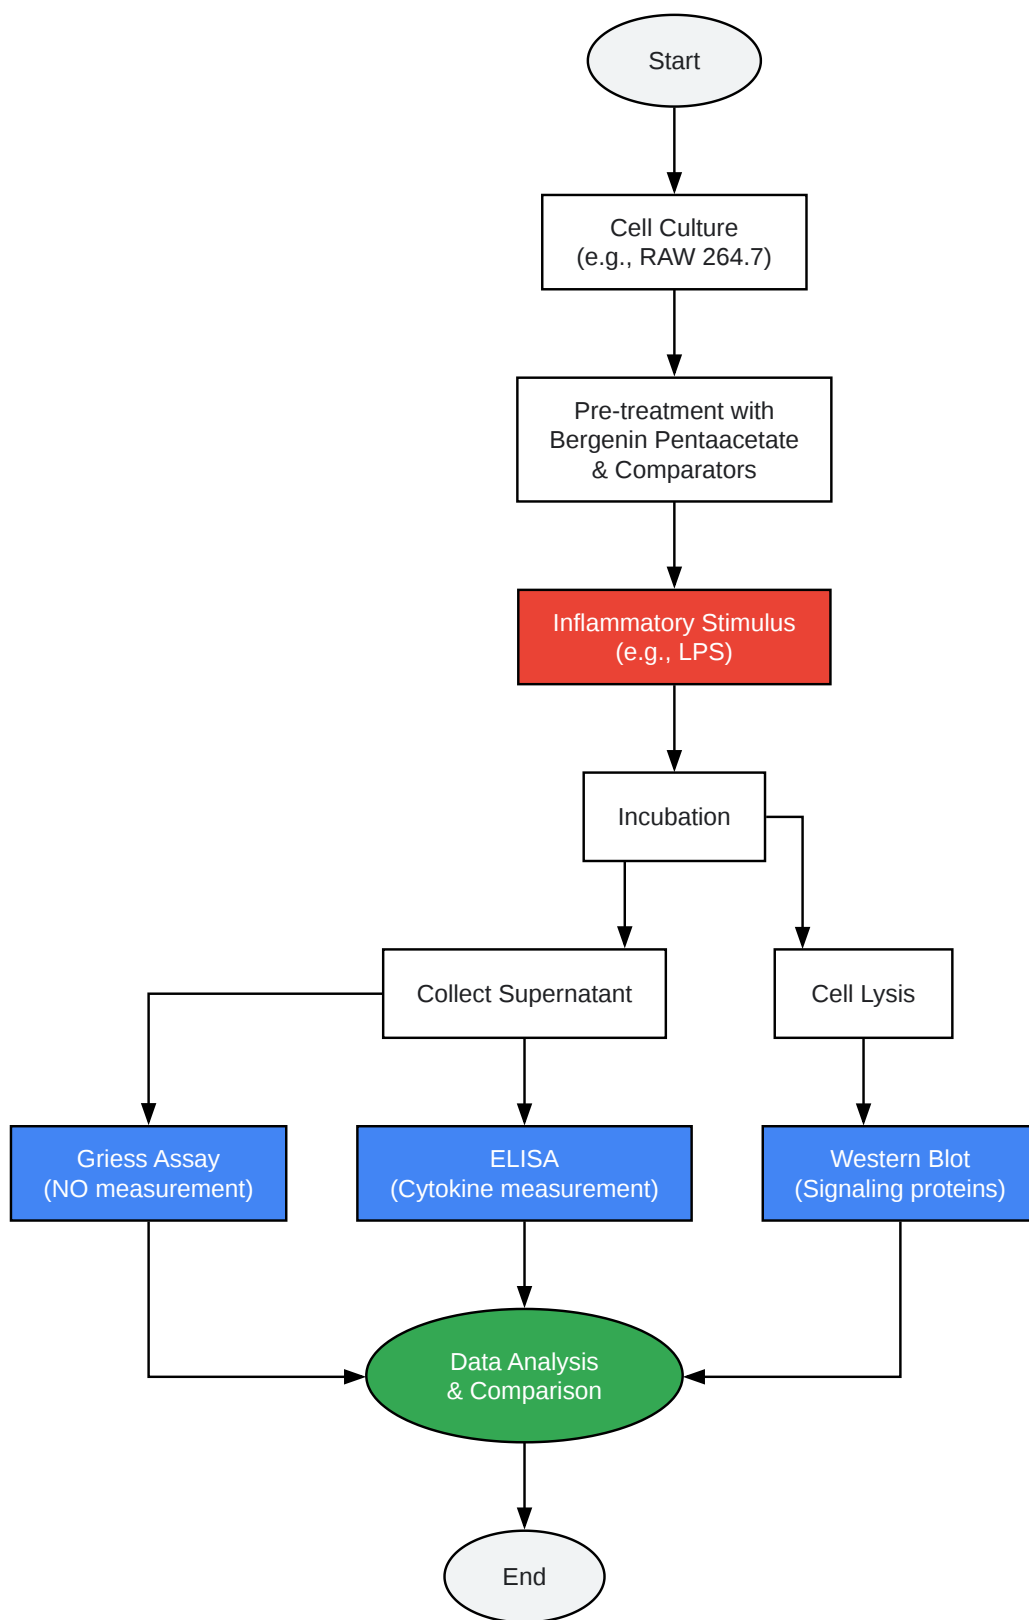 Start
Cell Culture
(e.g., RAW 264.7)
Pre-treatment with
Bergenin Pentaacetate
& Comparators
Inflammatory Stimulus
(e.g., LPS)
Incubation
Collect Supernatant
Cell Lysis
Griess Assay
(NO measurement)
ELISA
(Cytokine measurement)
Western Blot
(Signaling proteins)
Data Analysis
& Comparison
End